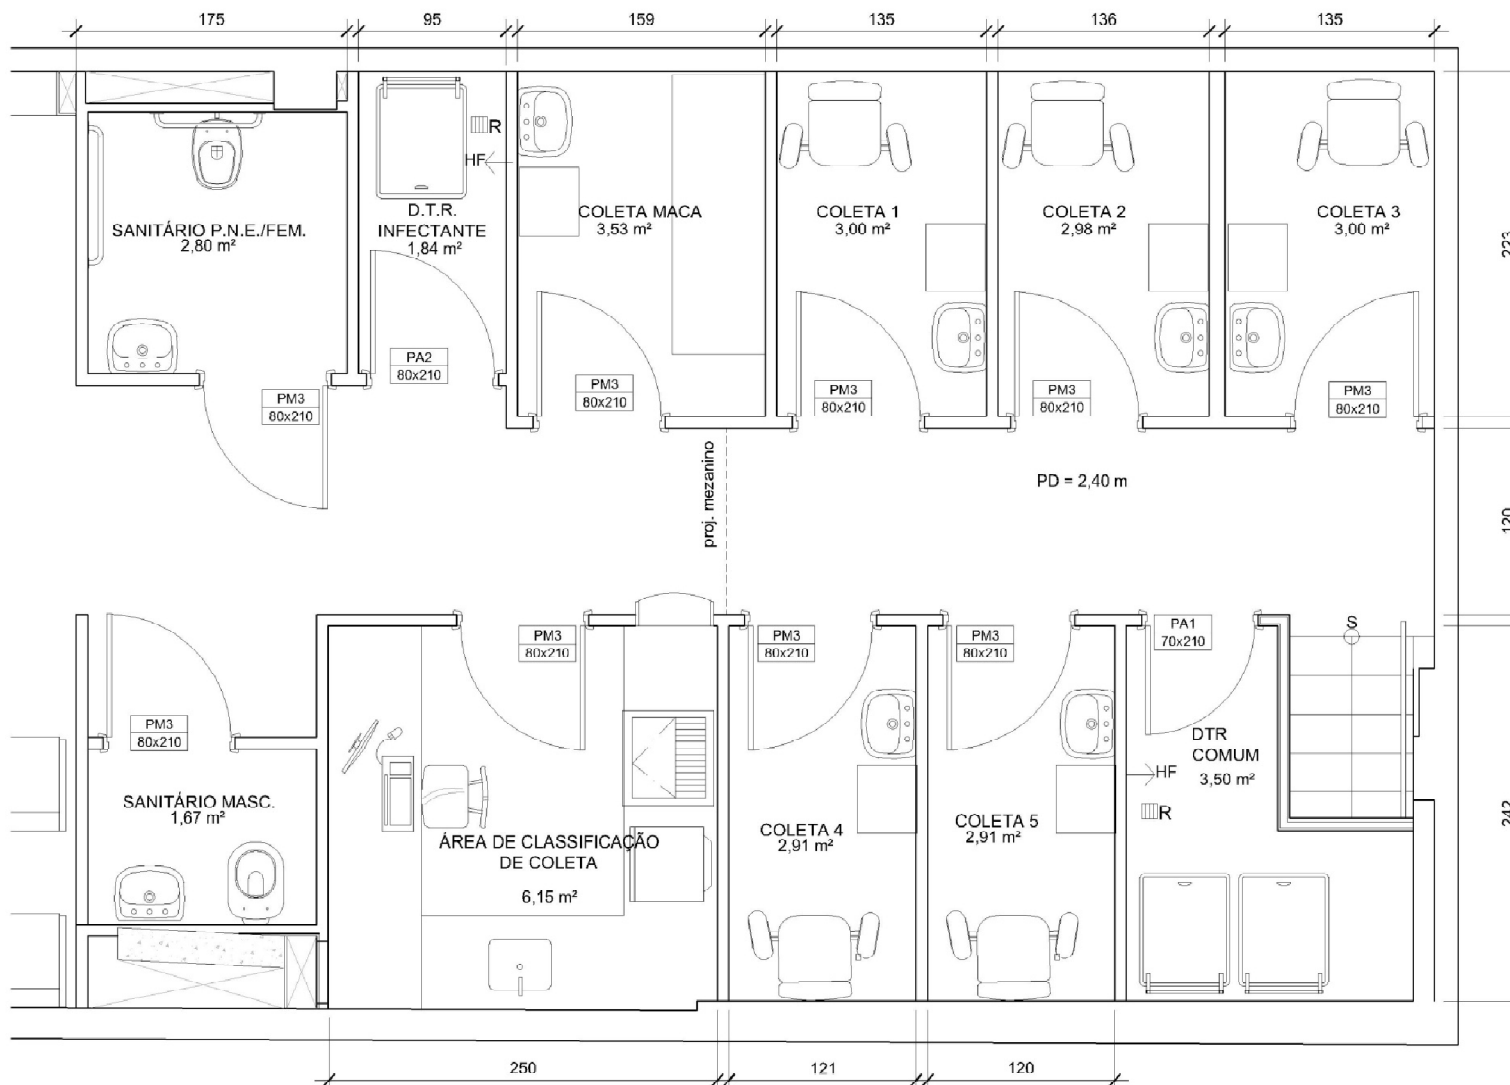 175
95
159
135
136
135
R
HF
SANITÁRIO P.N.E./FEM.
2,80 m²
D.T.R.
INFECTANTE
1,84 m²
COLETA MACA
3,53 m²
COLETA 1
3,00 m²
COLETA 2
2,98 m²
COLETA 3
3,00 m²
PM3
80x210
PA2
80x210
PM3
80x210
PM3
80x210
PM3
80x210
PM3
80x210
proj. mezanino
PD = 2,40 m
120
PM3
80x210
PM3
80x210
PM3
80x210
PM3
80x210
PA1
70x210
S
SANITÁRIO MASC.
1,67 m²
ÁREA DE CLASSIFICAÇÃO
DE COLETA
6,15 m²
COLETA 4
2,91 m²
COLETA 5
2,91 m²
DTR
COMUM
3,50 m²
HF
R
242
250
121
120